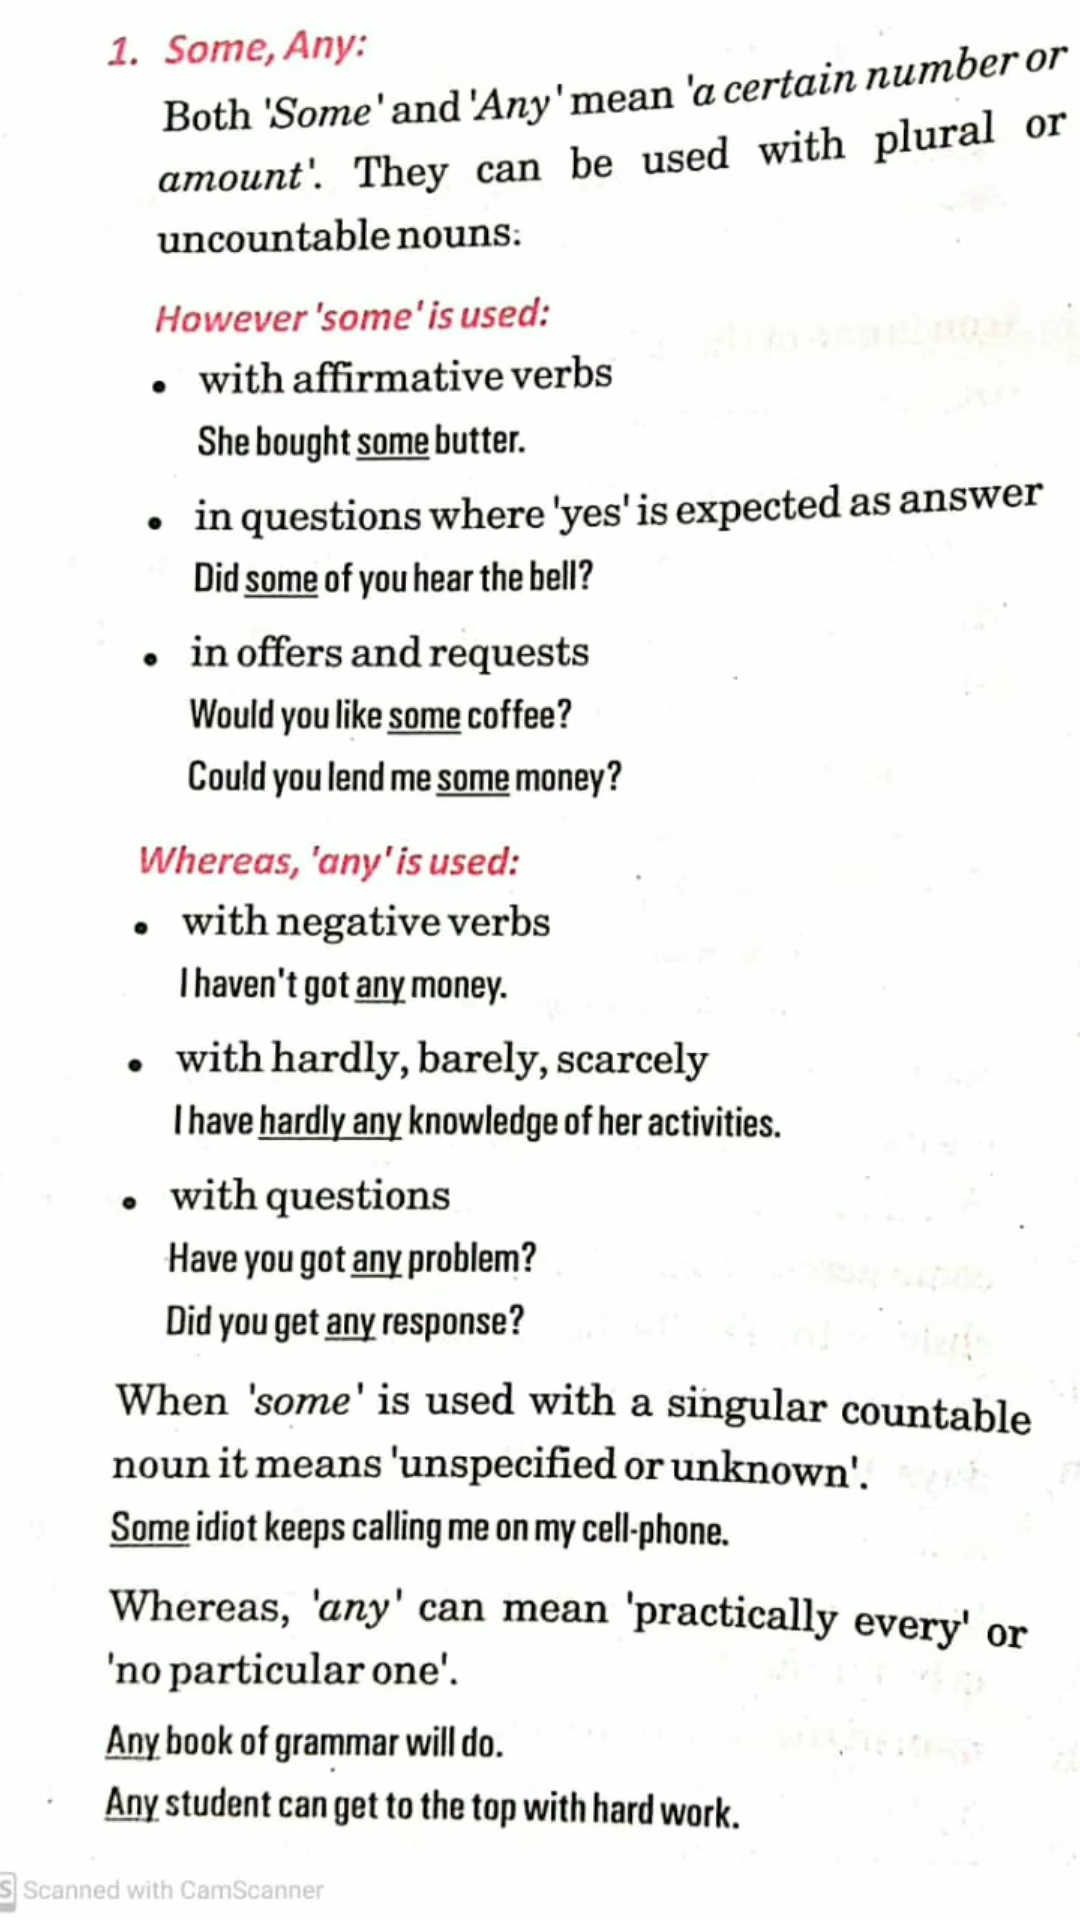 1. Some, Any:
Both 'Some' and 'Any' mean 'a certain number or
amount'. They can be used with plural or
uncountable nouns:
However 'some' is used:
• with affirmative verbs
She bought some butter.
• in questions where 'yes' is expected as answer
Did some of you hear the bell?
• in offers and requests
Would you like some coffee?
Could you lend me some money?
Whereas, 'any' is used:
• with negative verbs
I haven't got any money.
• with hardly, barely, scarcely
I have hardly any knowledge of her activities.
• with questions
Have you got any problem?
Did you get any response?
When 'some' is used with a singular countable
noun it means 'unspecified or unknown'.
Some idiot keeps calling me on my cell-phone.
Whereas, 'any' can mean 'practically every' or
'no particular one'.
Any book of grammar will do.
Any student can get to the top with hard work.
Scanned with CamScanner